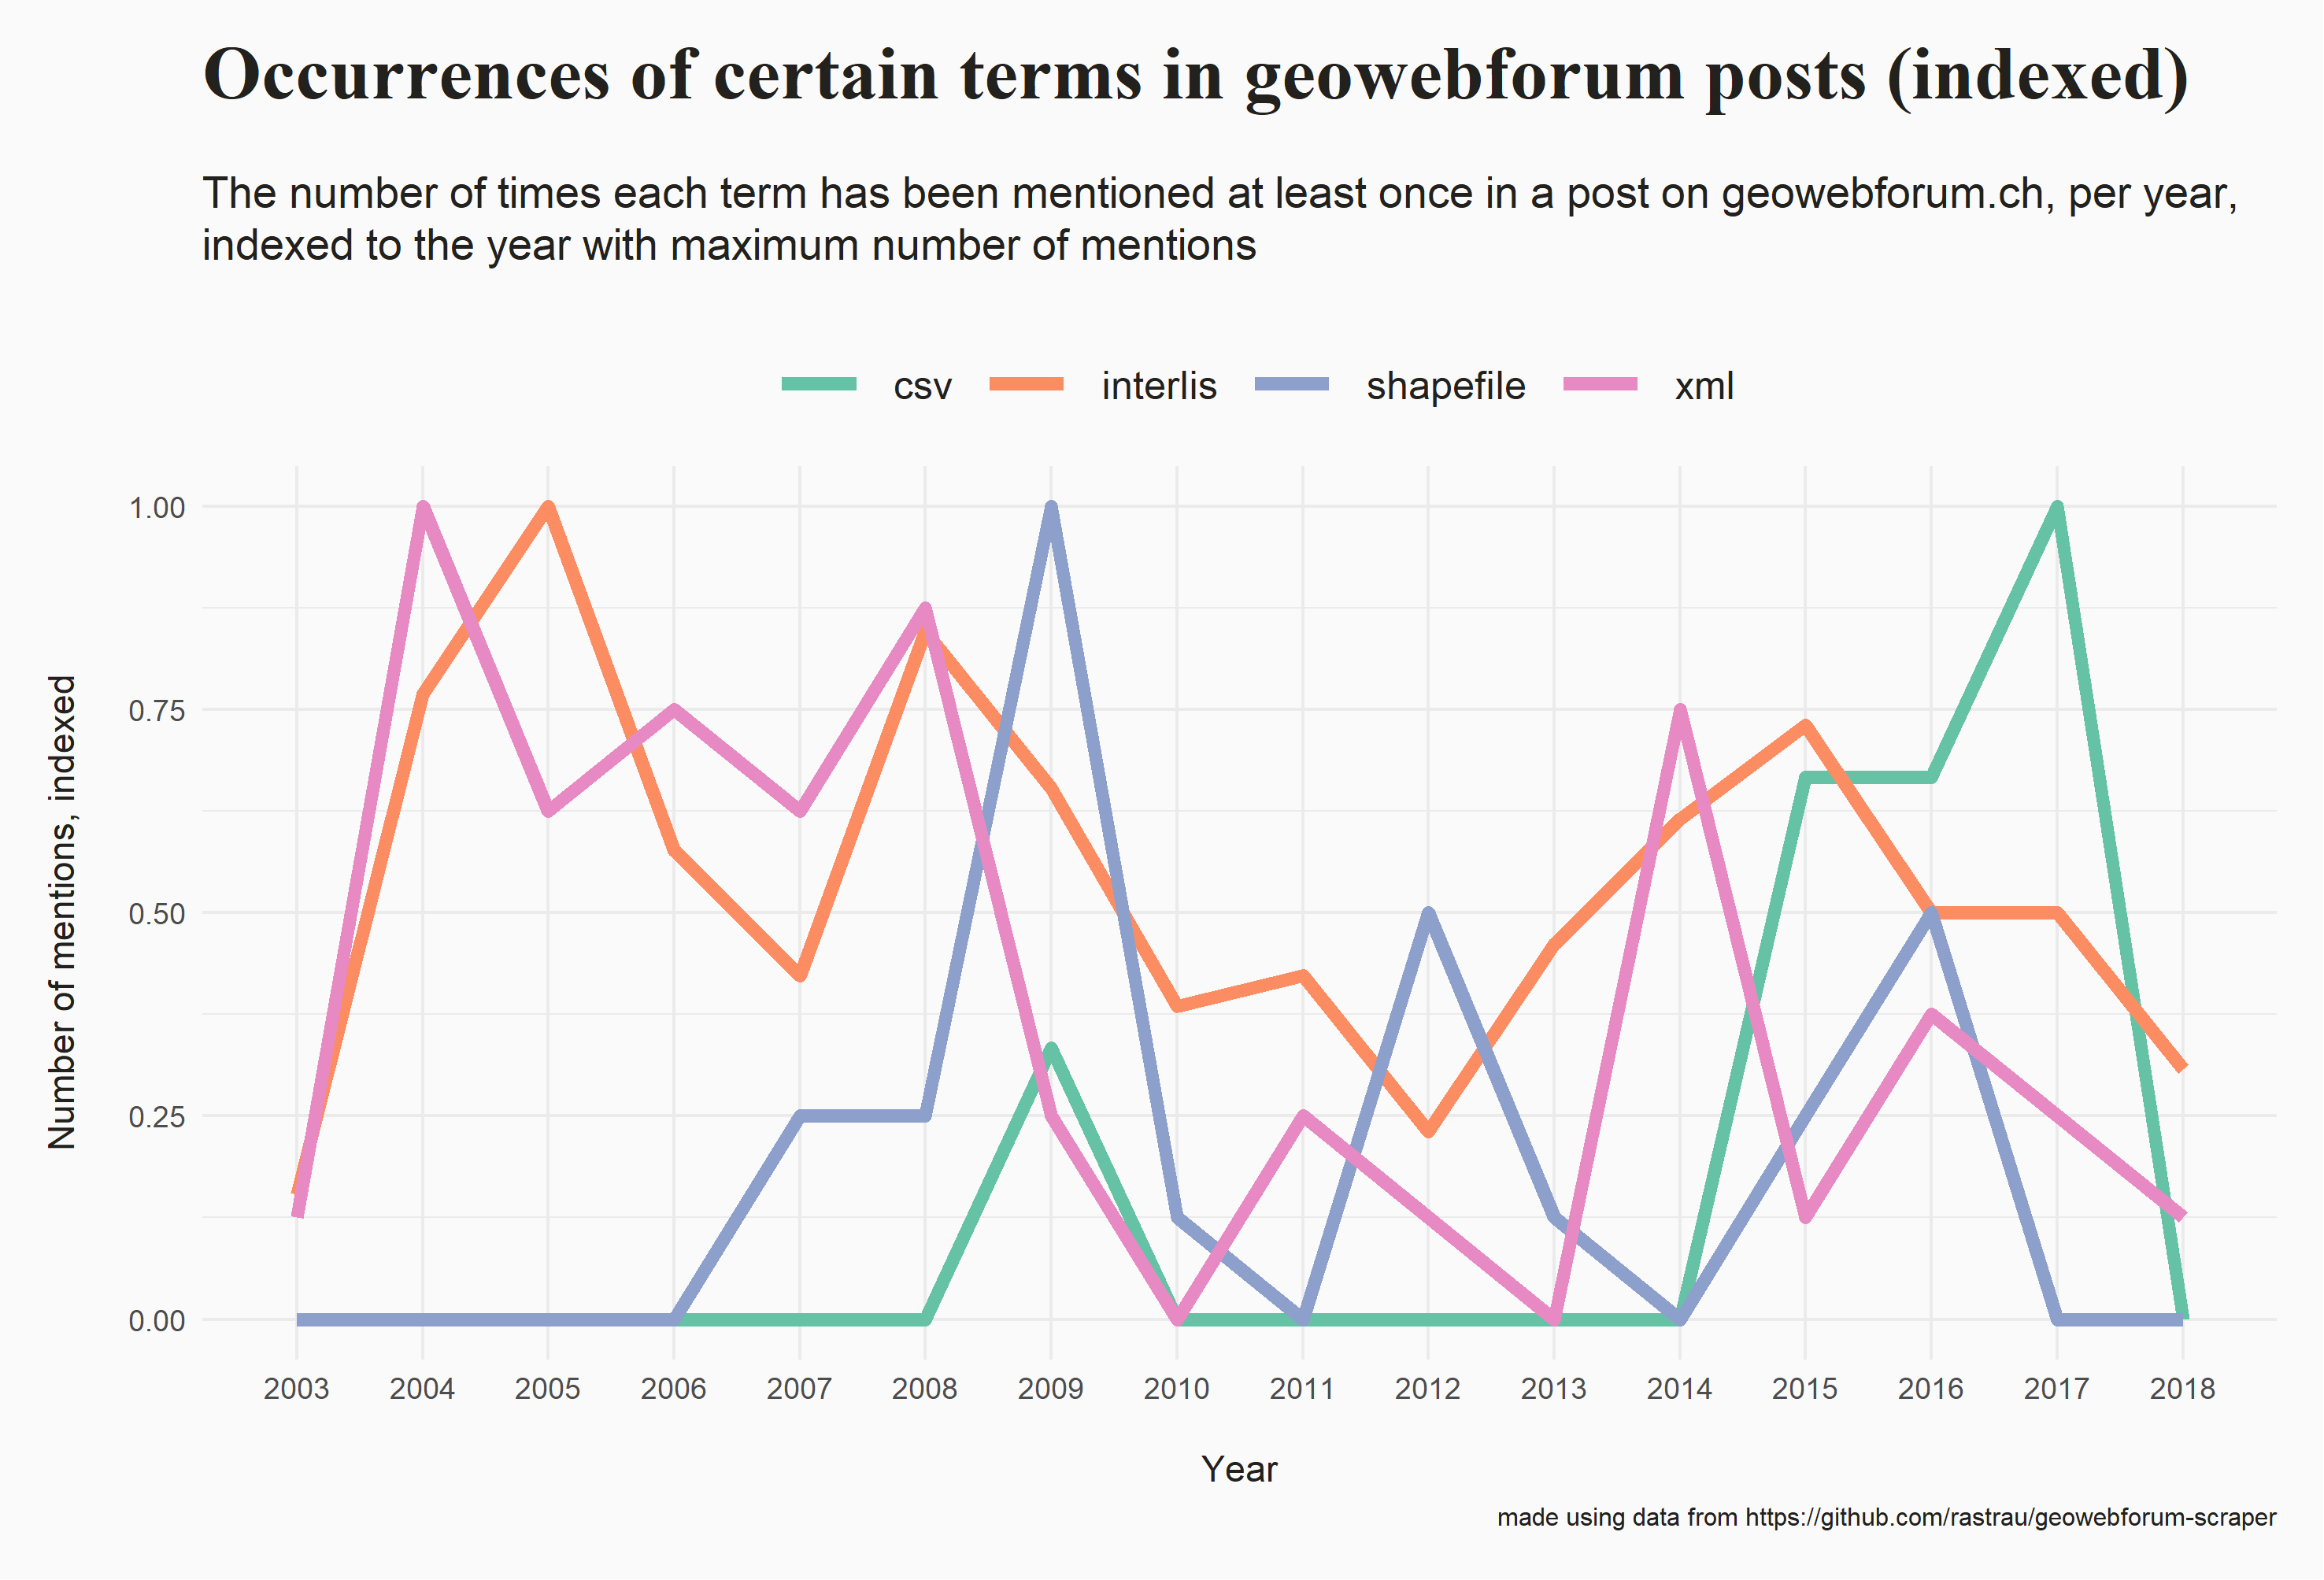 Occurrences of certain terms in geowebforum posts (indexed)
The number of times each term has been mentioned at least once in a post on geowebforum.ch, per year,
indexed to the year with maximum number of mentions
csv interlis shapefile xml
Number of mentions, indexed
1.00
0.75
0.50
0.25
0.00
2003 2004 2005 2006 2007 2008 2009 2010 2011 2012 2013 2014 2015 2016 2017 2018
Year
made using data from https://github.com/rastrau/geowebforum-scraper